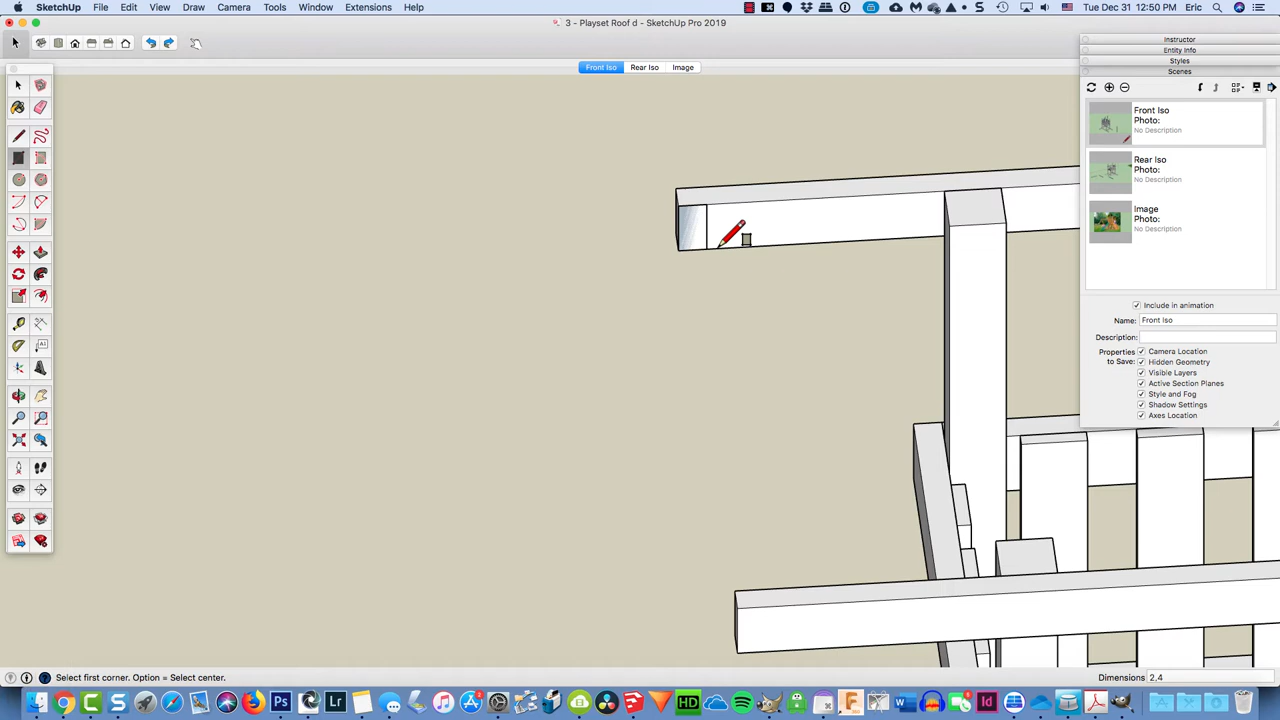 SketchUp File Edit View Draw Camera Tools Window Extensions Help
Tue Dec 31 12:50 PM Eric
3 - Playset Roof d - SketchUp Pro 2019
Front Iso Rear Iso Image
Instructor
Entity Info
Styles
Scenes
Front Iso
Photo:
No Description
Rear Iso
Photo:
No Description
Image
Photo:
No Description
Include in animation
Name: Front Iso
Description:
Properties to Save:
Camera Location
Hidden Geometry
Visible Layers
Active Section Planes
Style and Fog
Shadow Settings
Axes Location
Select first corner. Option = Select center.
Dimensions 2,4